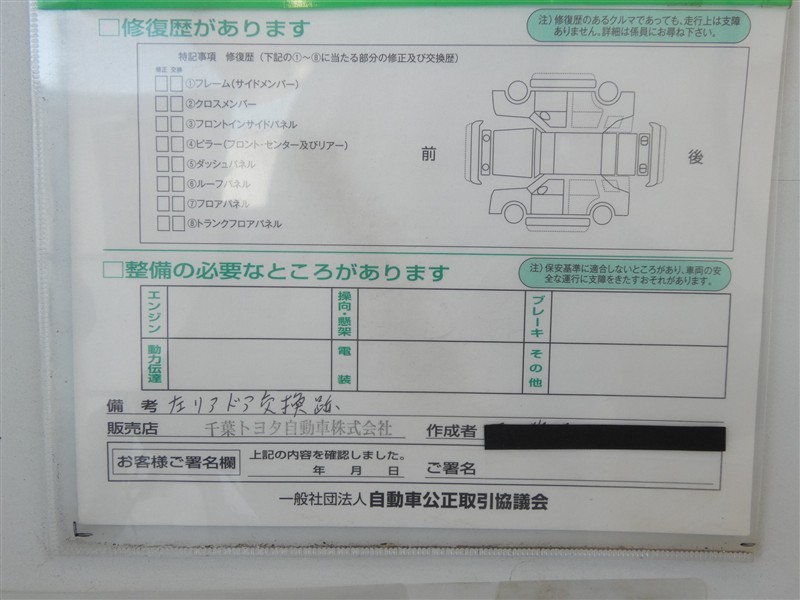 □修復歴があります
注）修復歴のあるクルマであっても、走行上は支障
ありません。詳細は係員にお尋ね下さい。
特記事項 修復歴（下記の①～⑧に当たる部分の修正及び交換歴）
修正 交換
①フレーム（サイドメンバー）
②クロスメンバー
③フロントインサイドパネル
④ピラー（フロント・センター及びリアー）
⑤ダッシュパネル
⑥ルーフパネル
⑦フロアパネル
⑧トランクフロアパネル
前
後
□整備の必要なところがあります
注）保安基準に適合しないところがあり、車両の安
全な運行に支障をきたすおそれがあります。
エンジン
操向・懸架
ブレーキ
動力伝達
電装
その他
備考 左リアドア交換跡
販売店 千葉トヨタ自動車株式会社 作成者
お客様ご署名欄 上記の内容を確認しました。
年 月 日 ご署名
一般社団法人 自動車公正取引協議会